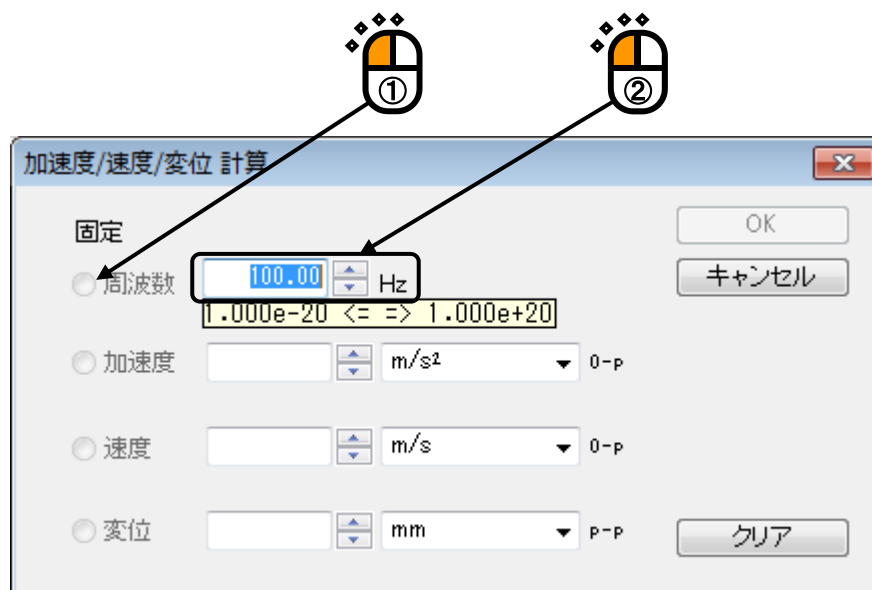 ① ②
加速度/速度/変位 計算
固定
OK
周波数 100.00 Hz
キャンセル
1.000e-20 <= => 1.000e+20
加速度 m/s² 0-p
速度 m/s 0-p
変位 mm p-p
クリア